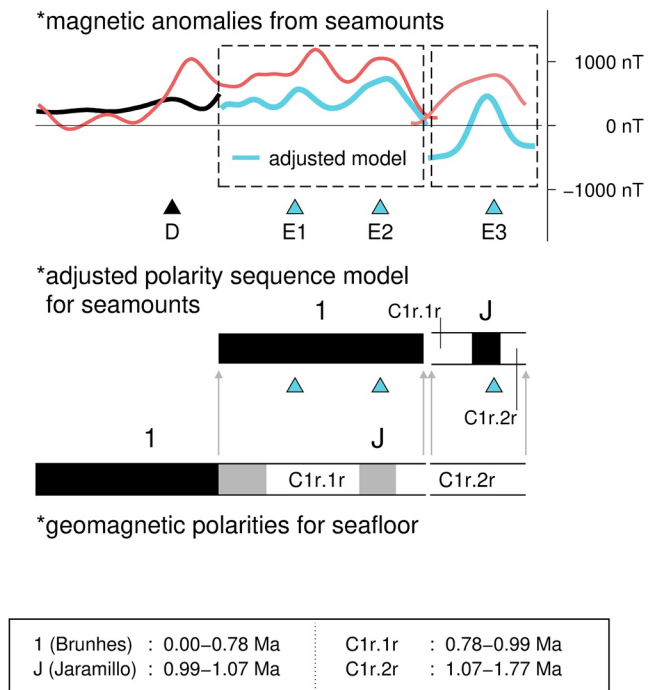 *magnetic anomalies from seamounts
1000 nT
0 nT
adjusted model
−1000 nT
D
E1
E2
E3
*adjusted polarity sequence model
for seamounts
1
C1r.1r
J
C1r.2r
1
J
C1r.1r
C1r.2r
*geomagnetic polarities for seafloor
1 (Brunhes) : 0.00−0.78 Ma
C1r.1r : 0.78−0.99 Ma
J (Jaramillo) : 0.99−1.07 Ma
C1r.2r : 1.07−1.77 Ma